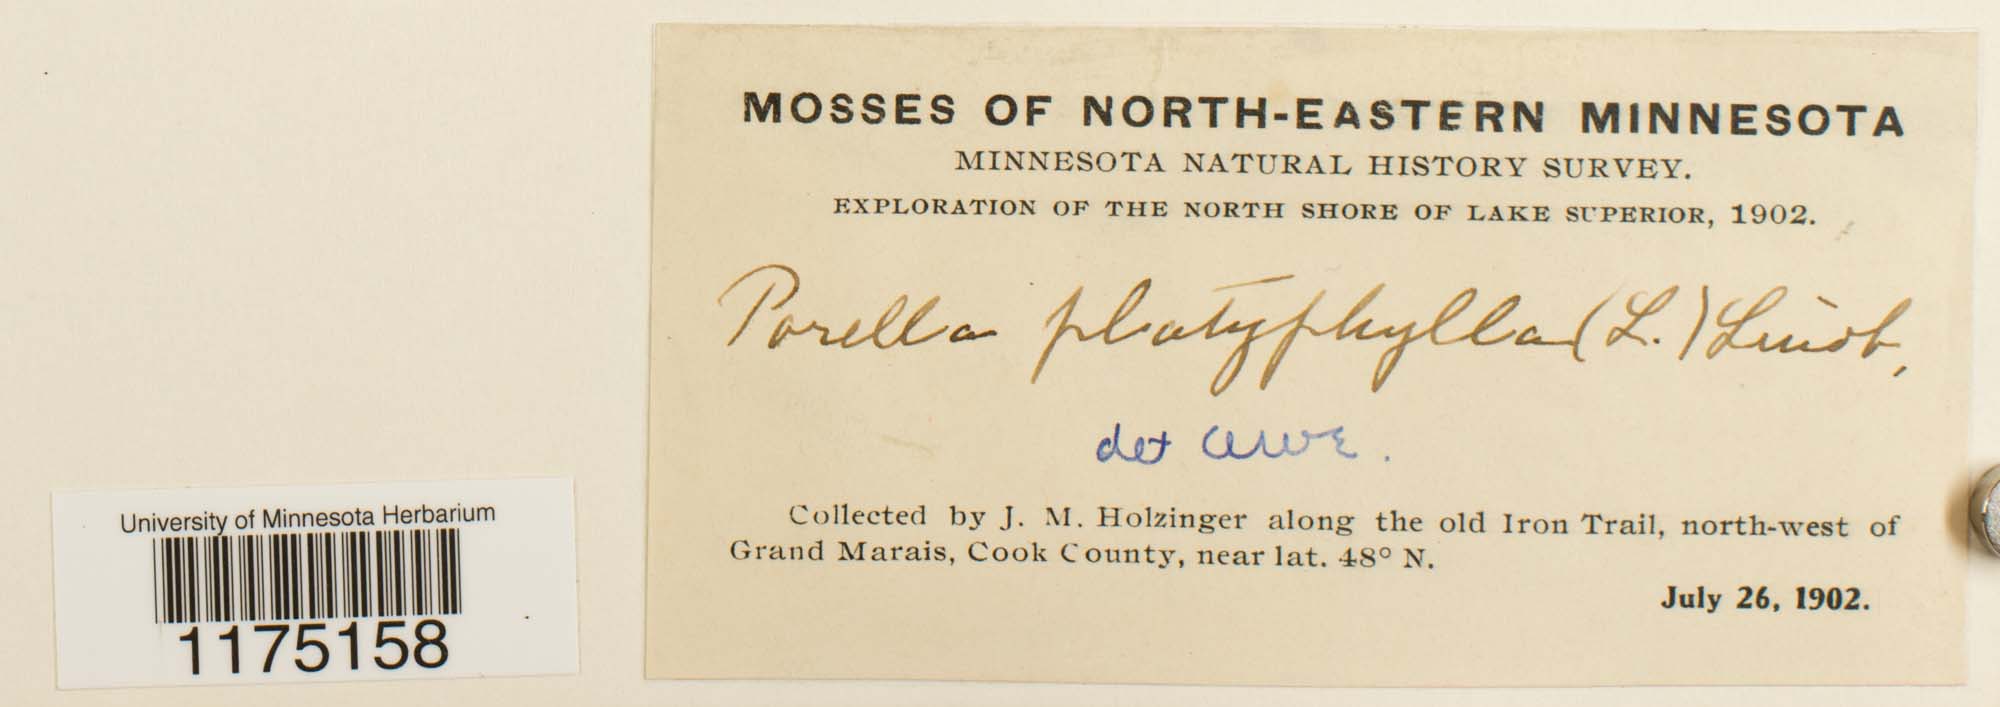 MOSSES OF NORTH-EASTERN MINNESOTA
MINNESOTA NATURAL HISTORY SURVEY.
EXPLORATION OF THE NORTH SHORE OF LAKE SUPERIOR, 1902.
Porella platyphylla (L.) Lindb,
det AWE.
Collected by J. M. Holzinger along the old Iron Trail, north-west of
Grand Marais, Cook County, near lat. 48° N.
July 26, 1902.
University of Minnesota Herbarium
1175158